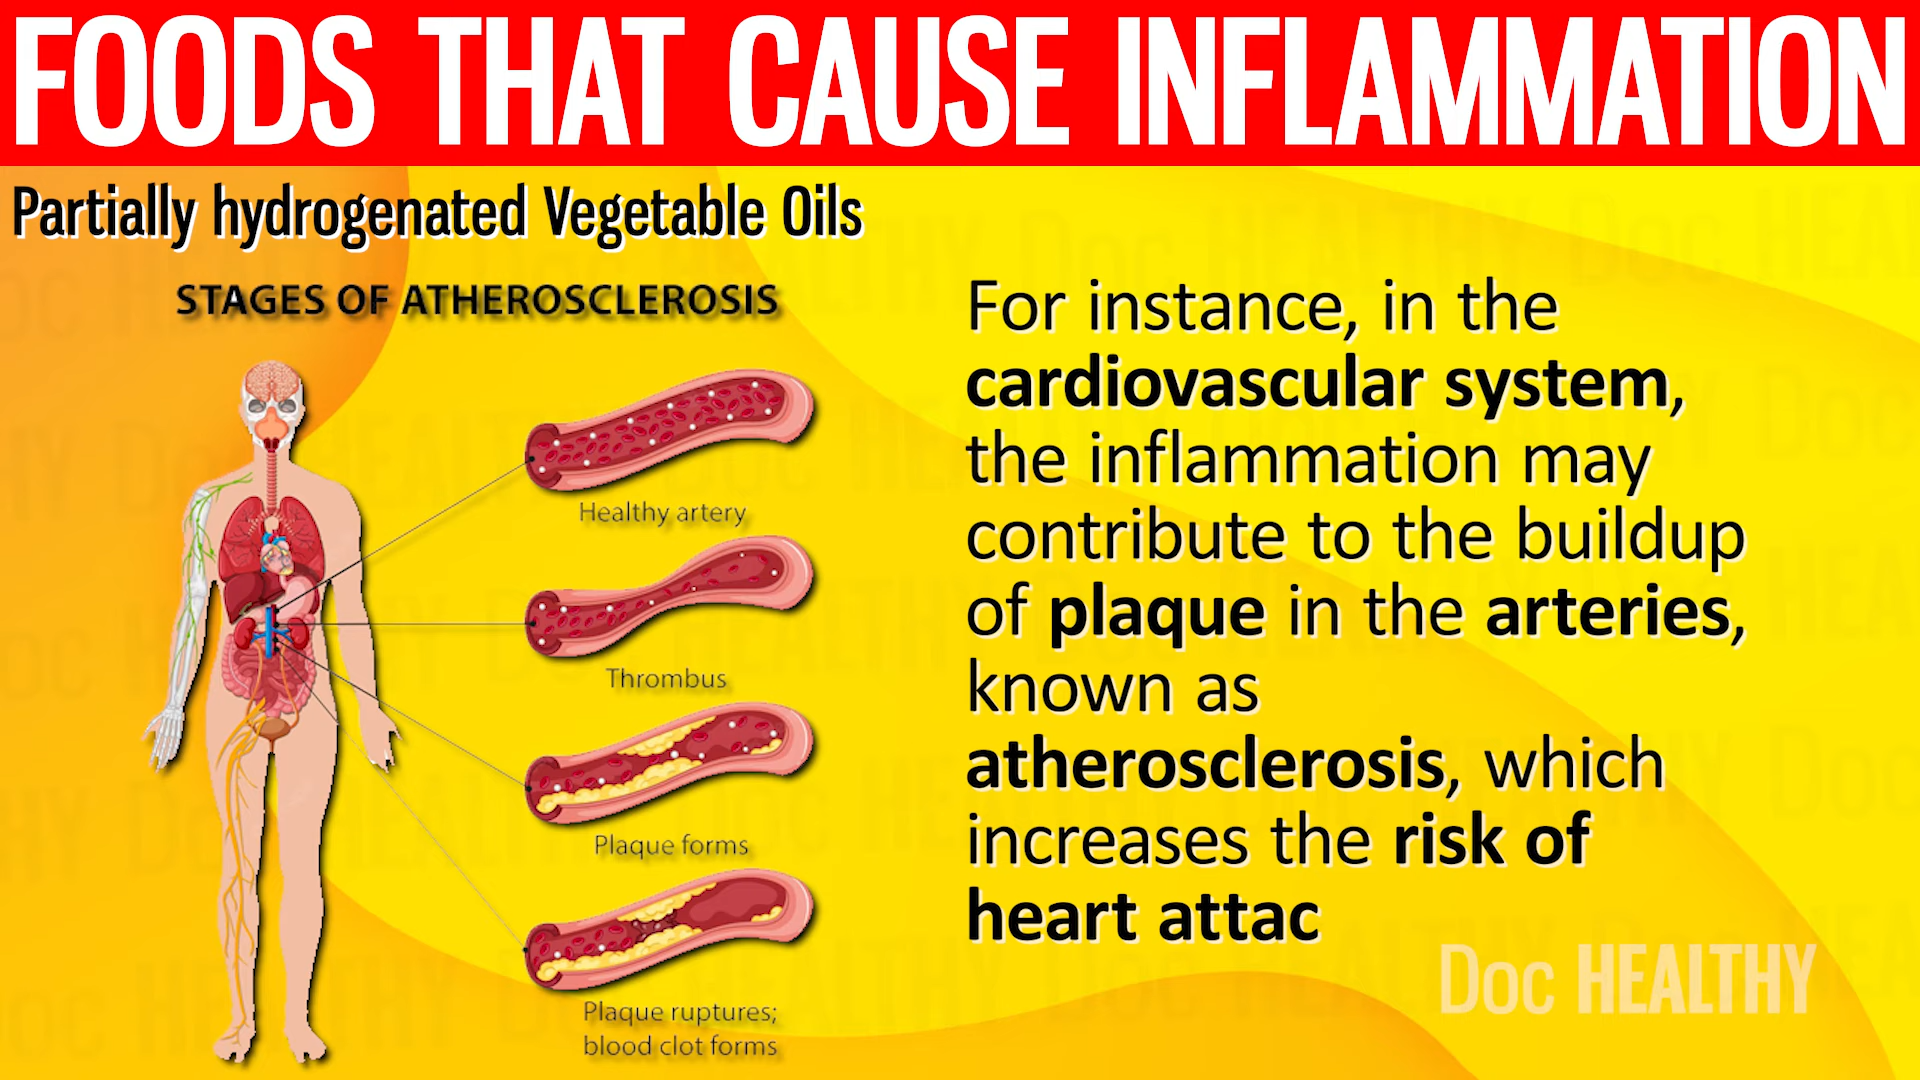 FOODS THAT CAUSE INFLAMMATION
Partially hydrogenated Vegetable Oils
STAGES OF ATHEROSCLEROSIS
Healthy artery
Thrombus
Plaque forms
Plaque ruptures;
blood clot forms
For instance, in the
cardiovascular system,
the inflammation may
contribute to the buildup
of plaque in the arteries,
known as
atherosclerosis, which
increases the risk of
heart attac
Doc HEALTHY